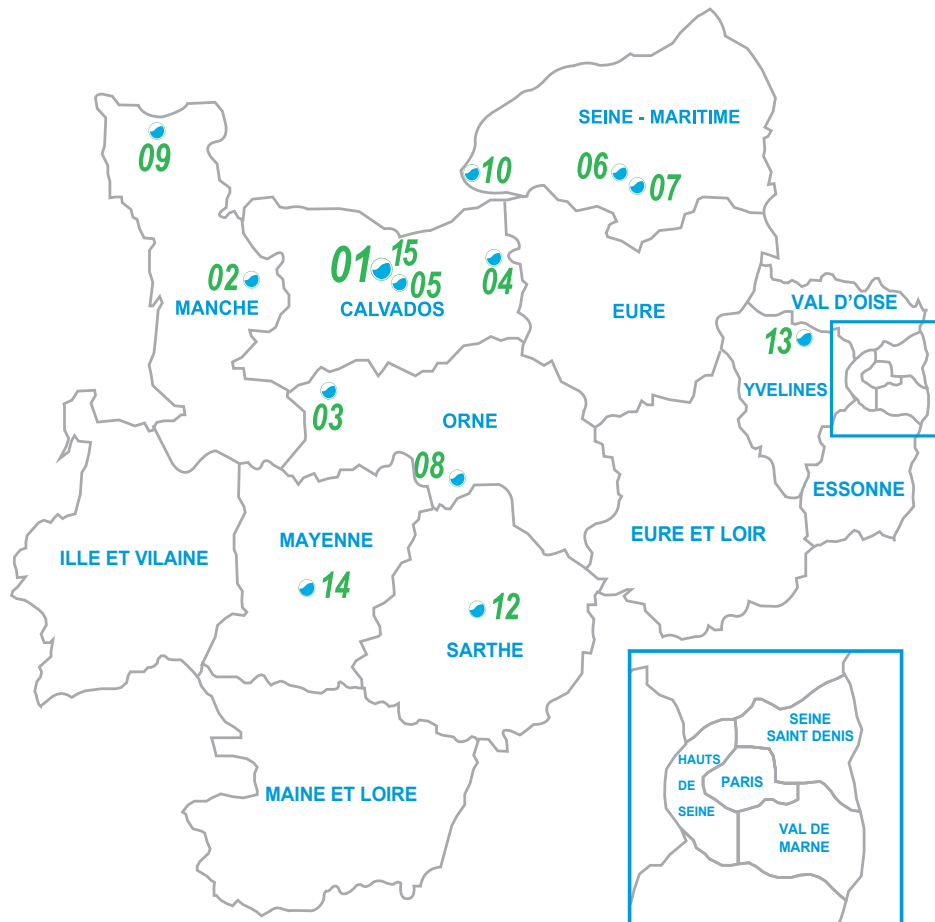 SEINE - MARITIME
09
10
06
07
01
15
05
04
02
MANCHE
CALVADOS
EURE
VAL D'OISE
13
YVELINES
03
ORNE
08
ESSONNE
EURE ET LOIR
ILLE ET VILAINE
MAYENNE
14
12
SARTHE
MAINE ET LOIRE
SEINE
SAINT DENIS
HAUTS
DE
SEINE
PARIS
VAL DE
MARNE